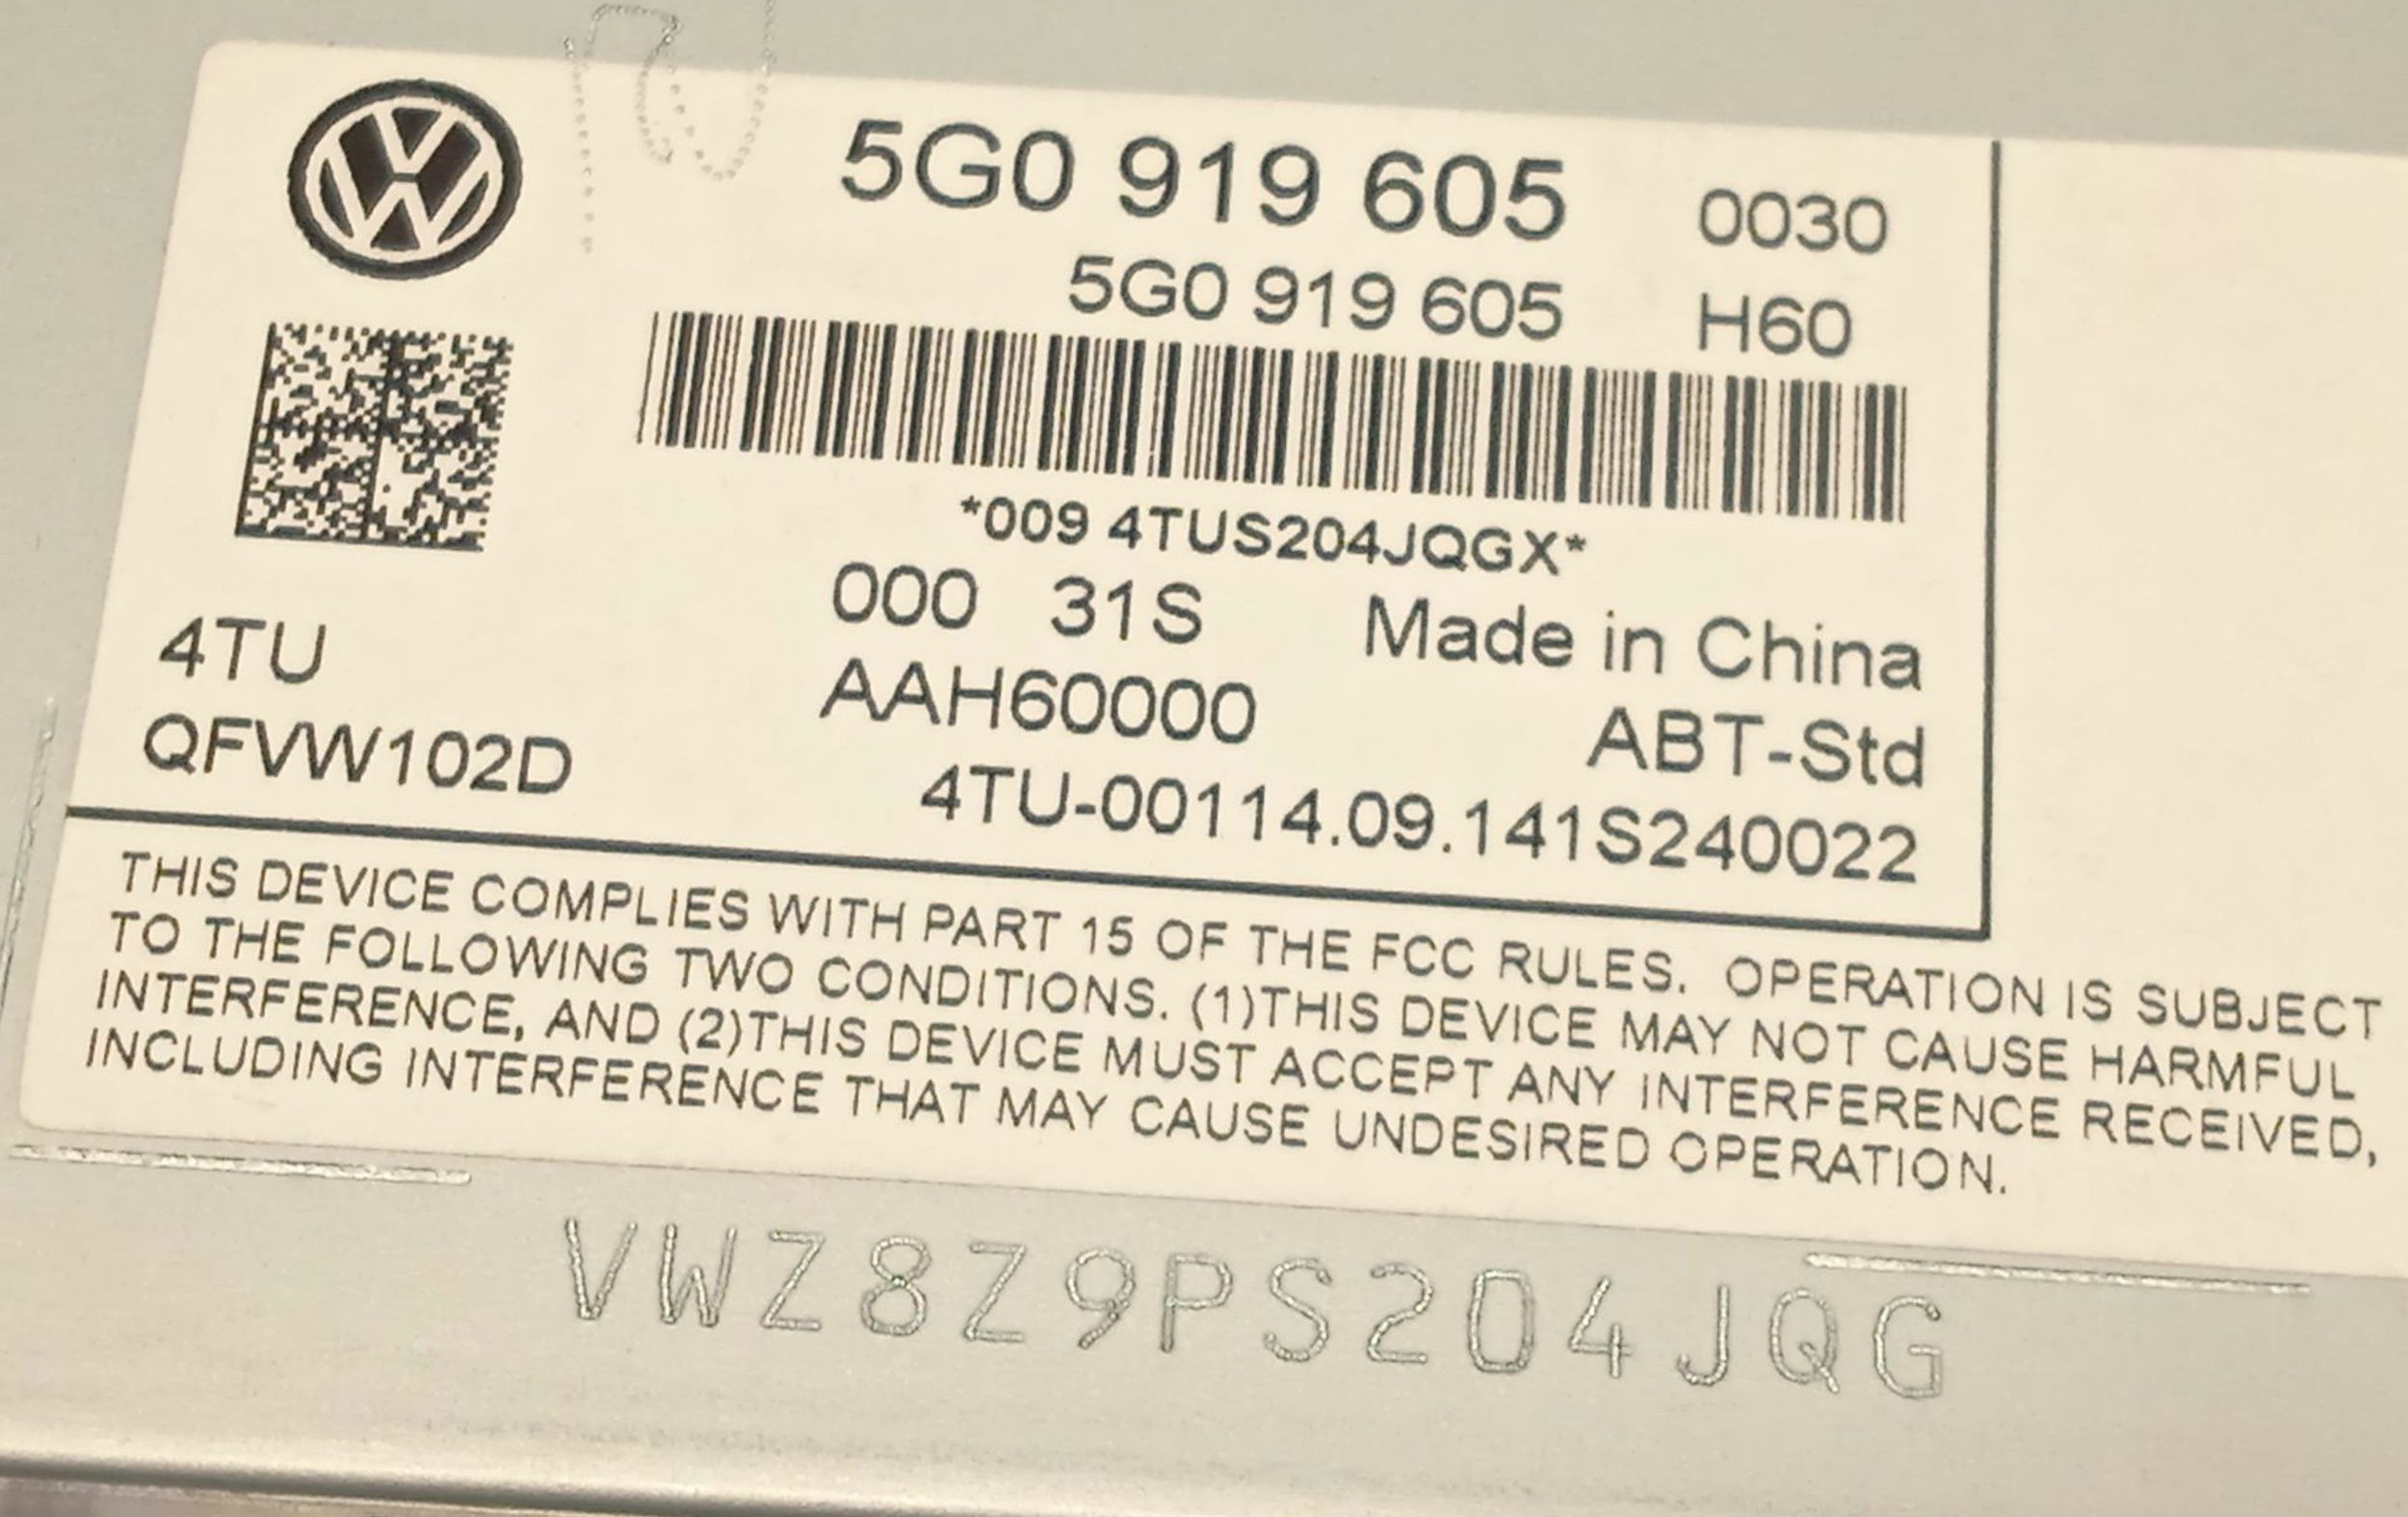 5G0 919 605 0030
5G0 919 605 H60
*009 4TUS204JQGX*
000 31S Made in China
4TU AAH60000 ABT-Std
QFVW102D 4TU-00114.09.141S240022
THIS DEVICE COMPLIES WITH PART 15 OF THE FCC RULES. OPERATION IS SUBJECT
TO THE FOLLOWING TWO CONDITIONS. (1)THIS DEVICE MAY NOT CAUSE HARMFUL
INTERFERENCE, AND (2)THIS DEVICE MUST ACCEPT ANY INTERFERENCE RECEIVED,
INCLUDING INTERFERENCE THAT MAY CAUSE UNDESIRED OPERATION.
VWZ8Z9PS204JQG